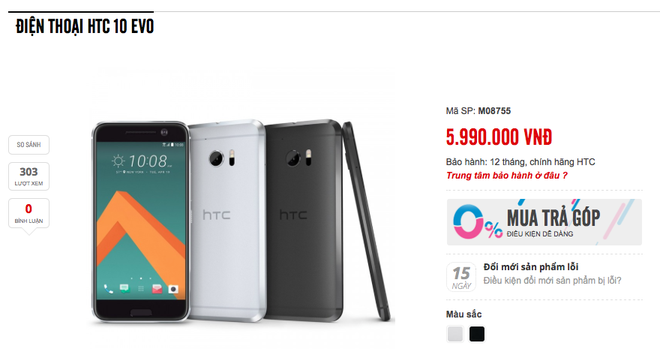 ĐIỆN THOẠI HTC 10 EVO
SO SÁNH
303
LƯỢT XEM
0
BÌNH LUẬN
10:08
htc
htc
Mã SP: M08755
5.990.000 VNĐ
Bảo hành: 12 tháng, chính hãng HTC
Trung tâm bảo hành ở đâu ?
0% MUA TRẢ GÓP
ĐIỀU KIỆN DỄ DÀNG
15
NGÀY
Đổi mới sản phẩm lỗi
Điều kiện đổi mới sản phẩm bị lỗi?
Màu sắc